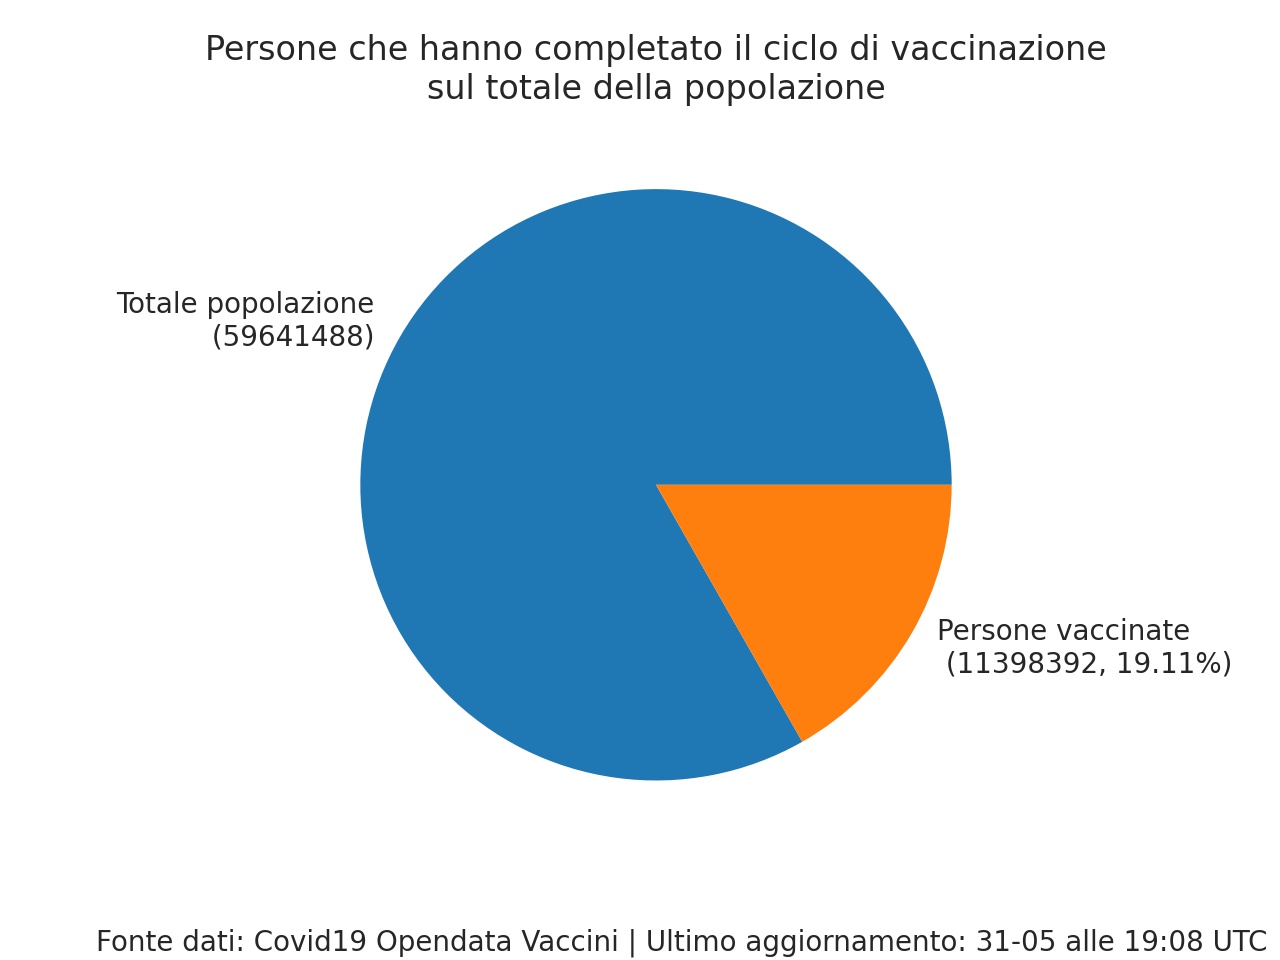 Persone che hanno completato il ciclo di vaccinazione
sul totale della popolazione
Totale popolazione
(59641488)
Persone vaccinate
(11398392, 19.11%)
Fonte dati: Covid19 Opendata Vaccini | Ultimo aggiornamento: 31-05 alle 19:08 UTC